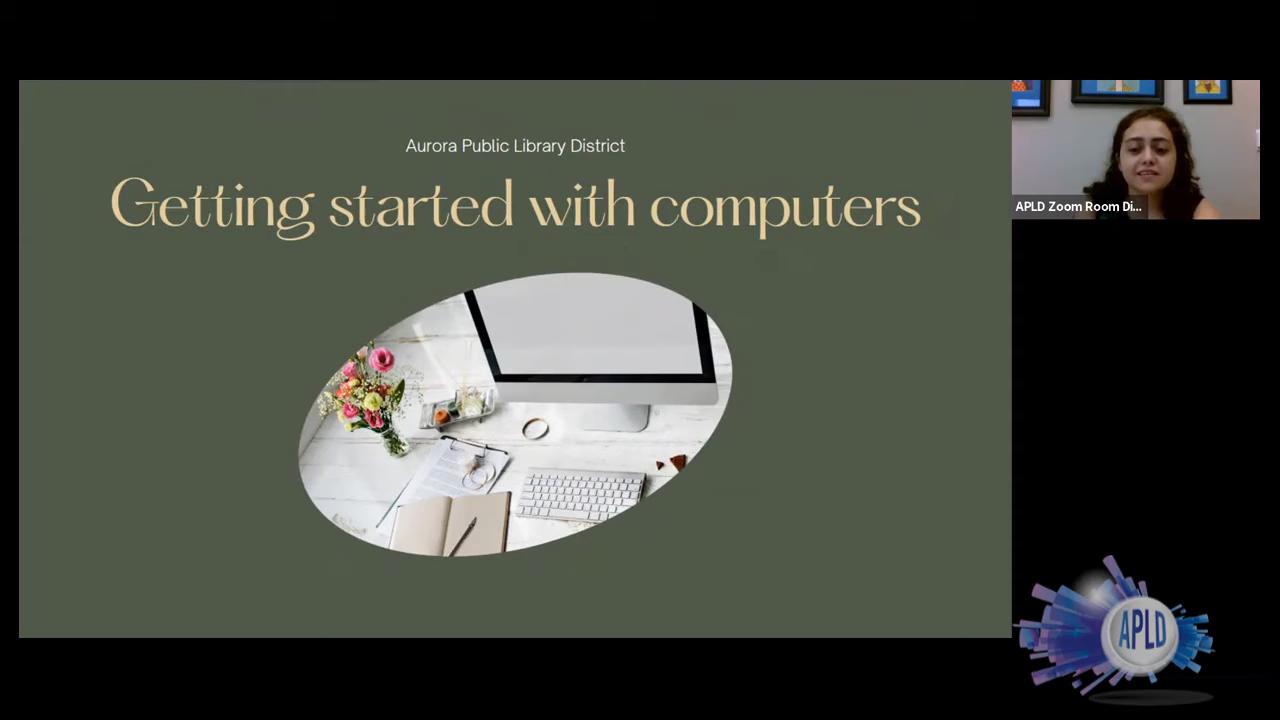 Aurora Public Library District
Getting started with computers
APLD Zoom Room Di...
APLD